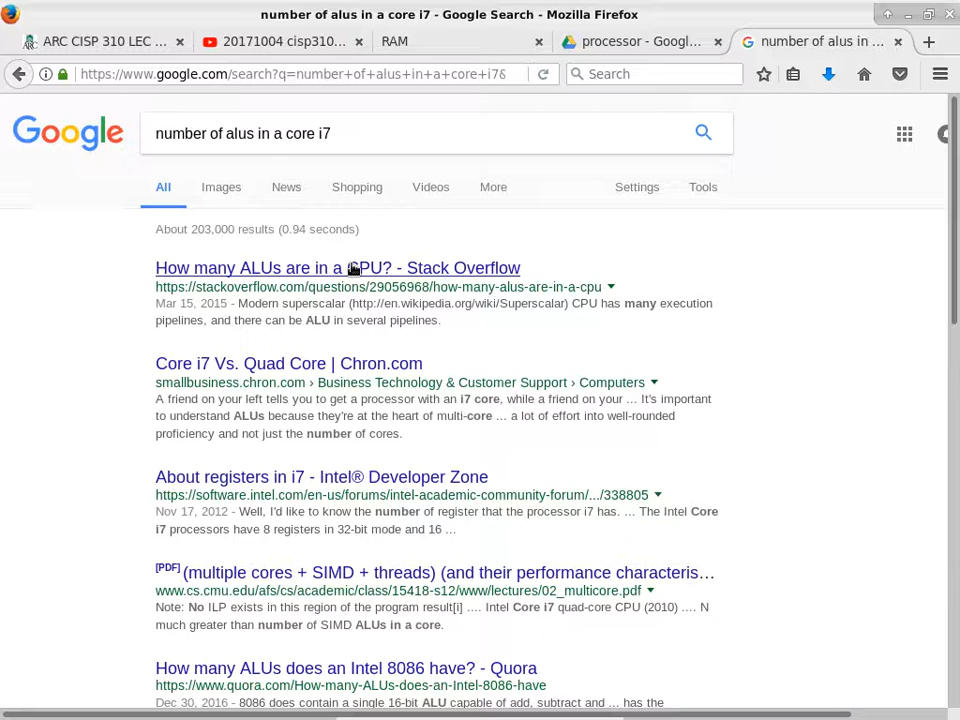 number of alus in a core i7 - Google Search - Mozilla Firefox
ARC CISP 310 LEC ...
20171004 cisp310...
RAM
processor - Googl...
number of alus in ...
https://www.google.com/search?q=number+of+alus+in+a+core+i7&
Search
Google
number of alus in a core i7
All
Images
News
Shopping
Videos
More
Settings
Tools
About 203,000 results (0.94 seconds)
How many ALUs are in a CPU? - Stack Overflow
https://stackoverflow.com/questions/29056968/how-many-alus-are-in-a-cpu
Mar 15, 2015 - Modern superscalar (http://en.wikipedia.org/wiki/Superscalar) CPU has many execution
pipelines, and there can be ALU in several pipelines.
Core i7 Vs. Quad Core | Chron.com
smallbusiness.chron.com › Business Technology & Customer Support › Computers
A friend on your left tells you to get a processor with an i7 core, while a friend on your ... It's important
to understand ALUs because they're at the heart of multi-core ... a lot of effort into well-rounded
proficiency and not just the number of cores.
About registers in i7 - Intel® Developer Zone
https://software.intel.com/en-us/forums/intel-academic-community-forum/.../338805
Nov 17, 2012 - Well, I'd like to know the number of register that the processor i7 has. ... The Intel Core
i7 processors have 8 registers in 32-bit mode and 16 ...
[PDF] (multiple cores + SIMD + threads) (and their performance characteris...
www.cs.cmu.edu/afs/cs/academic/class/15418-s12/www/lectures/02_multicore.pdf
Note: No ILP exists in this region of the program result[i] .... Intel Core i7 quad-core CPU (2010) .... N
much greater than number of SIMD ALUs in a core.
How many ALUs does an Intel 8086 have? - Quora
https://www.quora.com/How-many-ALUs-does-an-Intel-8086-have
Dec 30, 2016 - 8086 does contain a single 16-bit ALU capable of add, subtract and ... has the